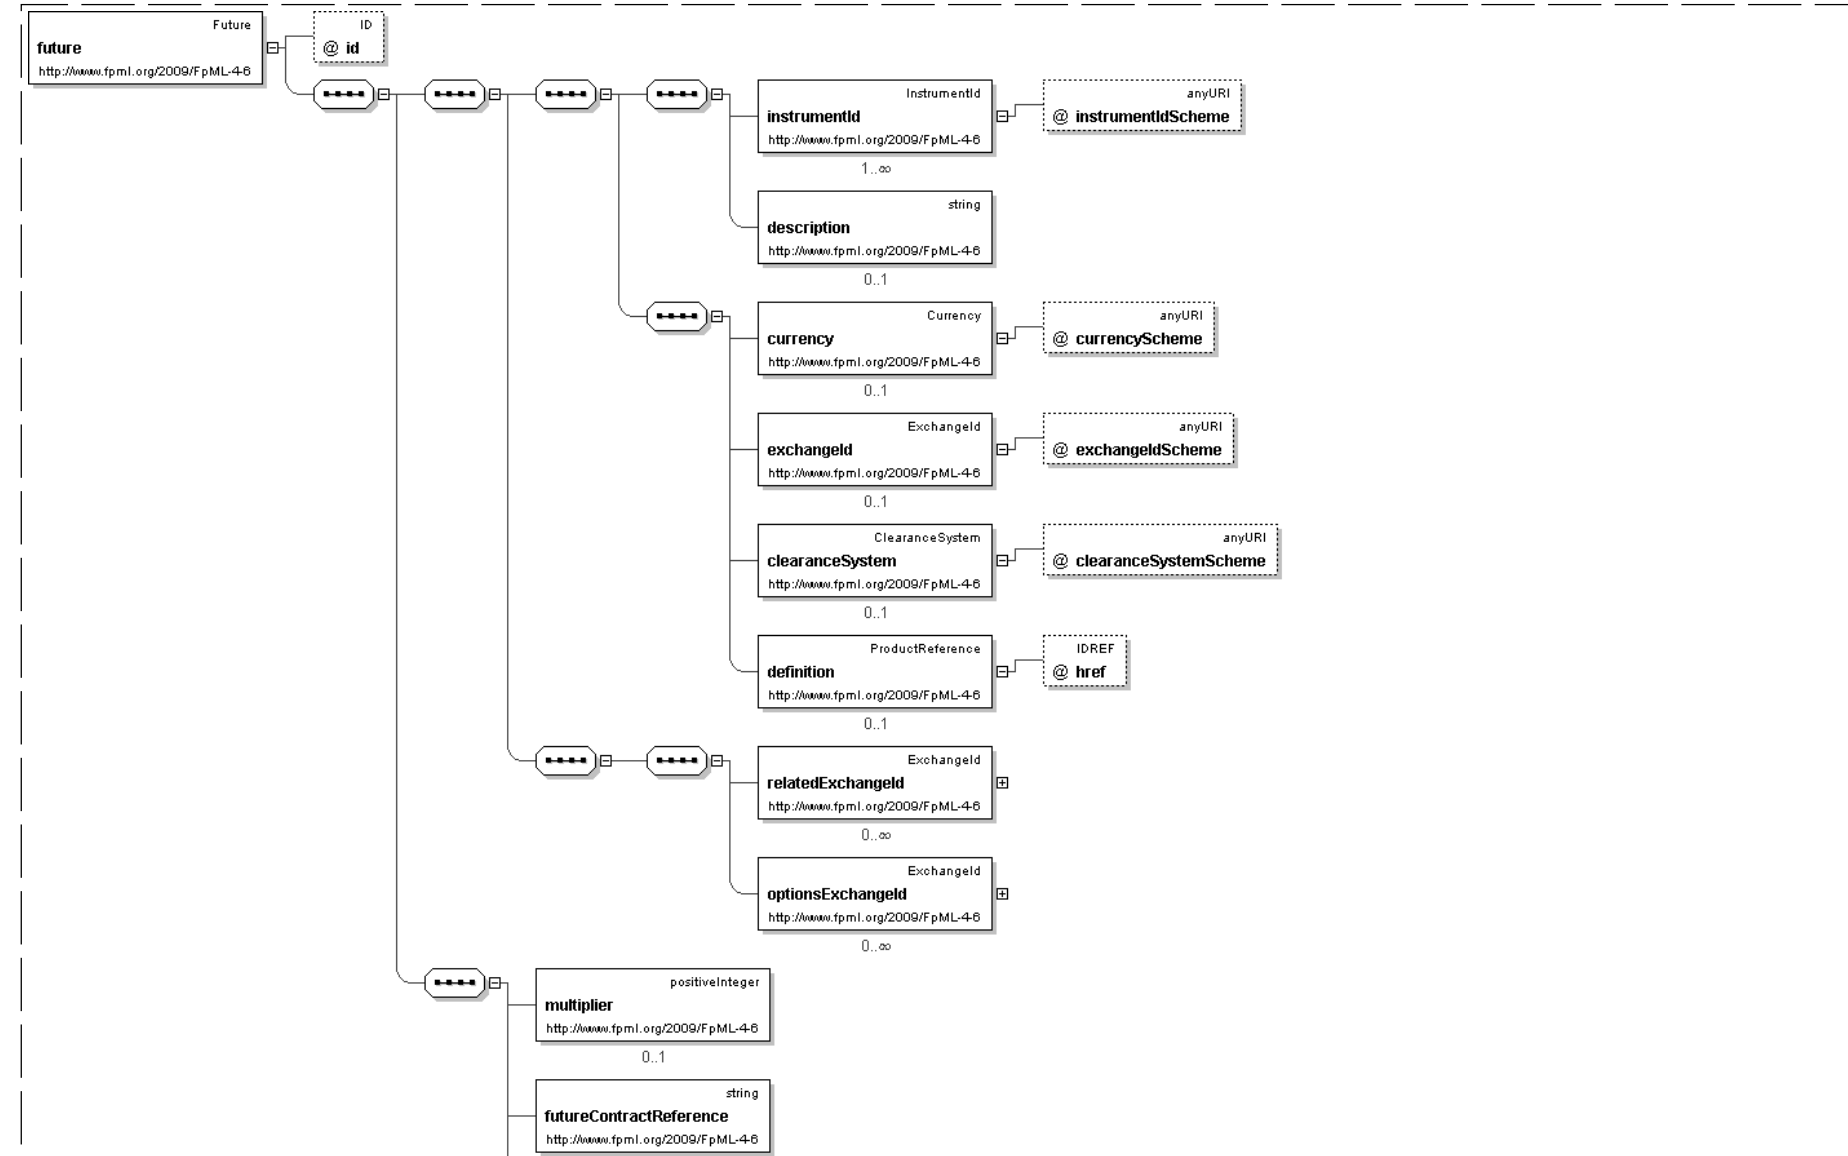 Future
future
http://www.fpml.org/2009/FpML-4-6
ID
@ id
InstrumentId
instrumentId
http://www.fpml.org/2009/FpML-4-6
1..∞
anyURI
@ instrumentIdScheme
string
description
http://www.fpml.org/2009/FpML-4-6
0..1
Currency
currency
http://www.fpml.org/2009/FpML-4-6
0..1
anyURI
@ currencyScheme
ExchangeId
exchangeId
http://www.fpml.org/2009/FpML-4-6
0..1
anyURI
@ exchangeIdScheme
ClearanceSystem
clearanceSystem
http://www.fpml.org/2009/FpML-4-6
0..1
anyURI
@ clearanceSystemScheme
ProductReference
definition
http://www.fpml.org/2009/FpML-4-6
0..1
IDREF
@ href
ExchangeId
relatedExchangeId
http://www.fpml.org/2009/FpML-4-6
0..∞
ExchangeId
optionsExchangeId
http://www.fpml.org/2009/FpML-4-6
0..∞
positiveInteger
multiplier
http://www.fpml.org/2009/FpML-4-6
0..1
string
futureContractReference
http://www.fpml.org/2009/FpML-4-6